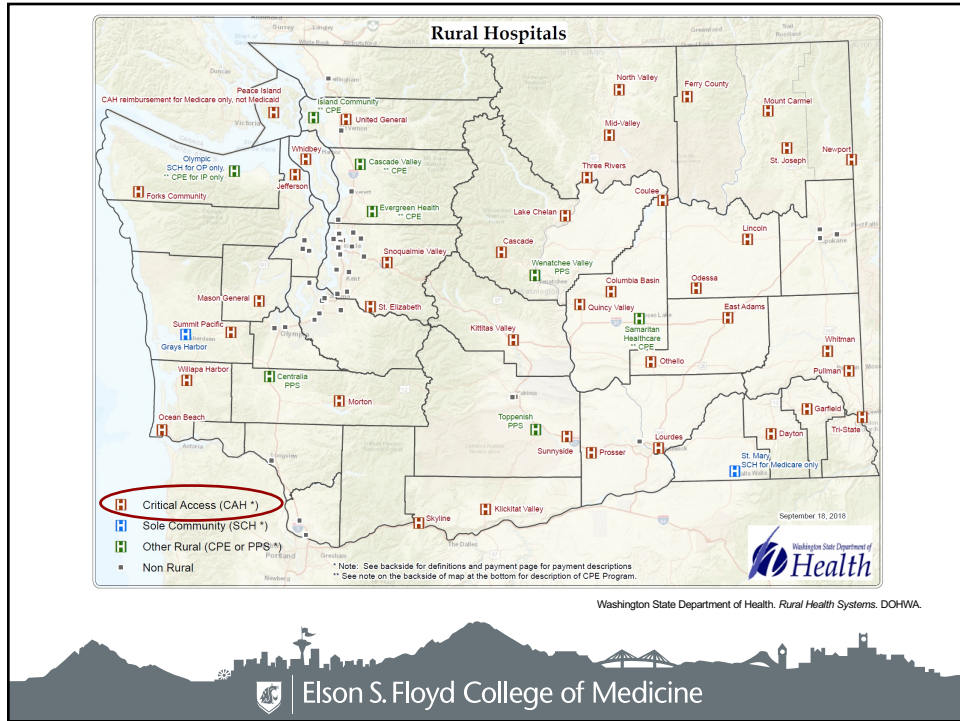 Rural Hospitals
Duncan
Peace Island
CAH reimbursement for Medicare only, not Medicaid
Victoria
Island Community
** CPE
United General
North Valley
Ferry County
Mount Carmel
Mid-Valley
St. Joseph
Newport
Whidbey
Olympic
SCH for OP only,
** CPE for IP only
Cascade Valley
** CPE
Three Rivers
Jefferson
Forks Community
Coulee
Evergreen Health
** CPE
Lake Chelan
Lincoln
Snoqualmie Valley
Cascade
Wenatchee Valley
PPS
Columbia Basin
Odessa
Mason General
St. Elizabeth
Quincy Valley
East Adams
Summit Pacific
Samaritan
Healthcare
** CPE
Grays Harbor
Kittitas Valley
Whitman
Othello
Willapa Harbor
Centralia
PPS
Pullman
Morton
Garfield
Ocean Beach
Astoria
Toppenish
PPS
Lourdes
Dayton
Tri-State
Sunnyside
Prosser
St. Mary
SCH for Medicare only
Critical Access (CAH *)
Klickitat Valley
Skyline
September 18, 2018
Sole Community (SCH *)
The Dalles
Other Rural (CPE or PPS *)
Portland
Gresham
Non Rural
Newberg
* Note: See backside for definitions and payment page for payment descriptions
** See note on the backside of map at the bottom for description of CPE Program.
Washington State Department of
Health
Washington State Department of Health. Rural Health Systems. DOHWA.
Elson S. Floyd College of Medicine